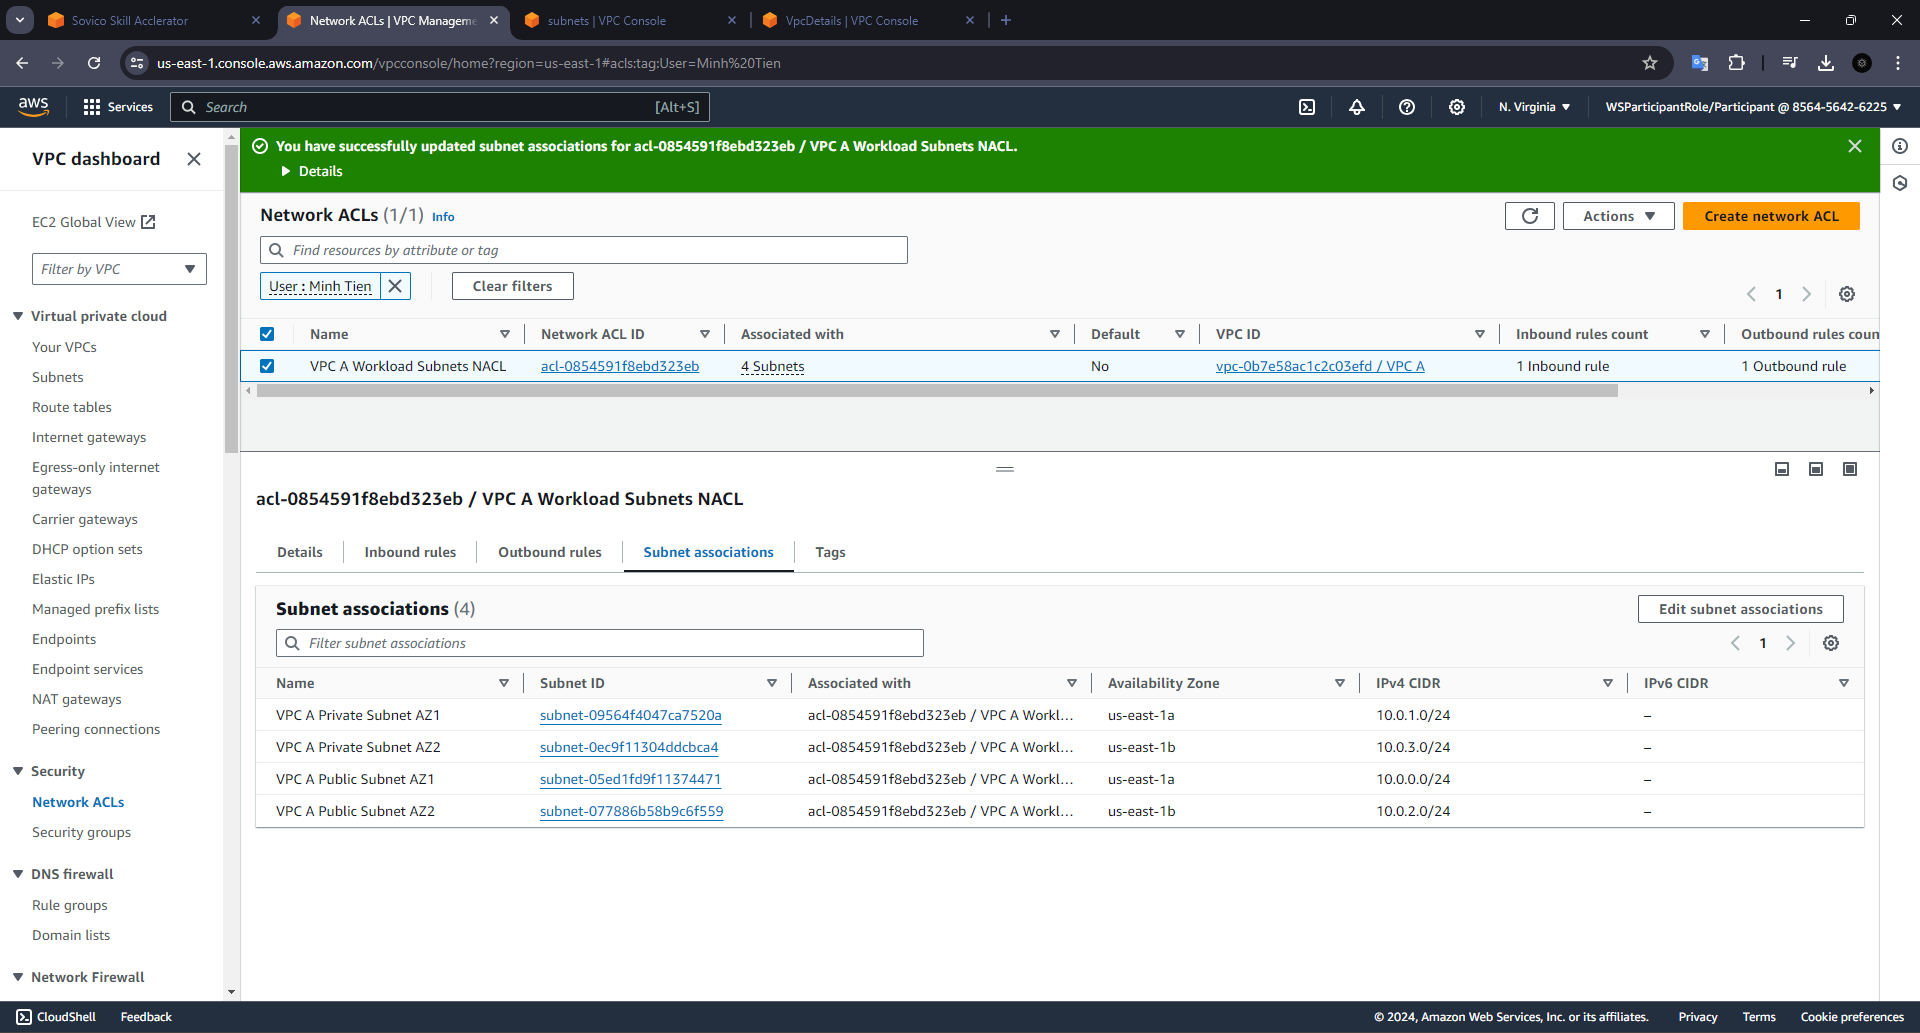 Sovico Skill Acclerator
Network ACLs | VPC Manageme
subnets | VPC Console
VpcDetails | VPC Console
us-east-1.console.aws.amazon.com/vpcconsole/home?region=us-east-1#acls:tag:User=Minh%20Tien
aws
Services
Search
[Alt+S]
N. Virginia
WSParticipantRole/Participant @ 8564-5642-6225
VPC dashboard
EC2 Global View
Filter by VPC
Virtual private cloud
Your VPCs
Subnets
Route tables
Internet gateways
Egress-only internet
gateways
Carrier gateways
DHCP option sets
Elastic IPs
Managed prefix lists
Endpoints
Endpoint services
NAT gateways
Peering connections
Security
Network ACLs
Security groups
DNS firewall
Rule groups
Domain lists
Network Firewall
You have successfully updated subnet associations for acl-0854591f8ebd323eb / VPC A Workload Subnets NACL.
Details
Network ACLs (1/1) Info
Actions
Create network ACL
Find resources by attribute or tag
User : Minh Tien
Clear filters
1
Name Network ACL ID Associated with Default VPC ID Inbound rules count Outbound rules coun
VPC A Workload Subnets NACL acl-0854591f8ebd323eb 4 Subnets No vpc-0b7e58ac1c2c03efd / VPC A 1 Inbound rule 1 Outbound rule
acl-0854591f8ebd323eb / VPC A Workload Subnets NACL
Details Inbound rules Outbound rules Subnet associations Tags
Subnet associations (4)
Edit subnet associations
Filter subnet associations
1
Name Subnet ID Associated with Availability Zone IPv4 CIDR IPv6 CIDR
VPC A Private Subnet AZ1 subnet-09564f4047ca7520a acl-0854591f8ebd323eb / VPC A Workl... us-east-1a 10.0.1.0/24 –
VPC A Private Subnet AZ2 subnet-0ec9f11304ddcbca4 acl-0854591f8ebd323eb / VPC A Workl... us-east-1b 10.0.3.0/24 –
VPC A Public Subnet AZ1 subnet-05ed1fd9f11374471 acl-0854591f8ebd323eb / VPC A Workl... us-east-1a 10.0.0.0/24 –
VPC A Public Subnet AZ2 subnet-077886b58b9c6f559 acl-0854591f8ebd323eb / VPC A Workl... us-east-1b 10.0.2.0/24 –
CloudShell Feedback
© 2024, Amazon Web Services, Inc. or its affiliates. Privacy Terms Cookie preferences